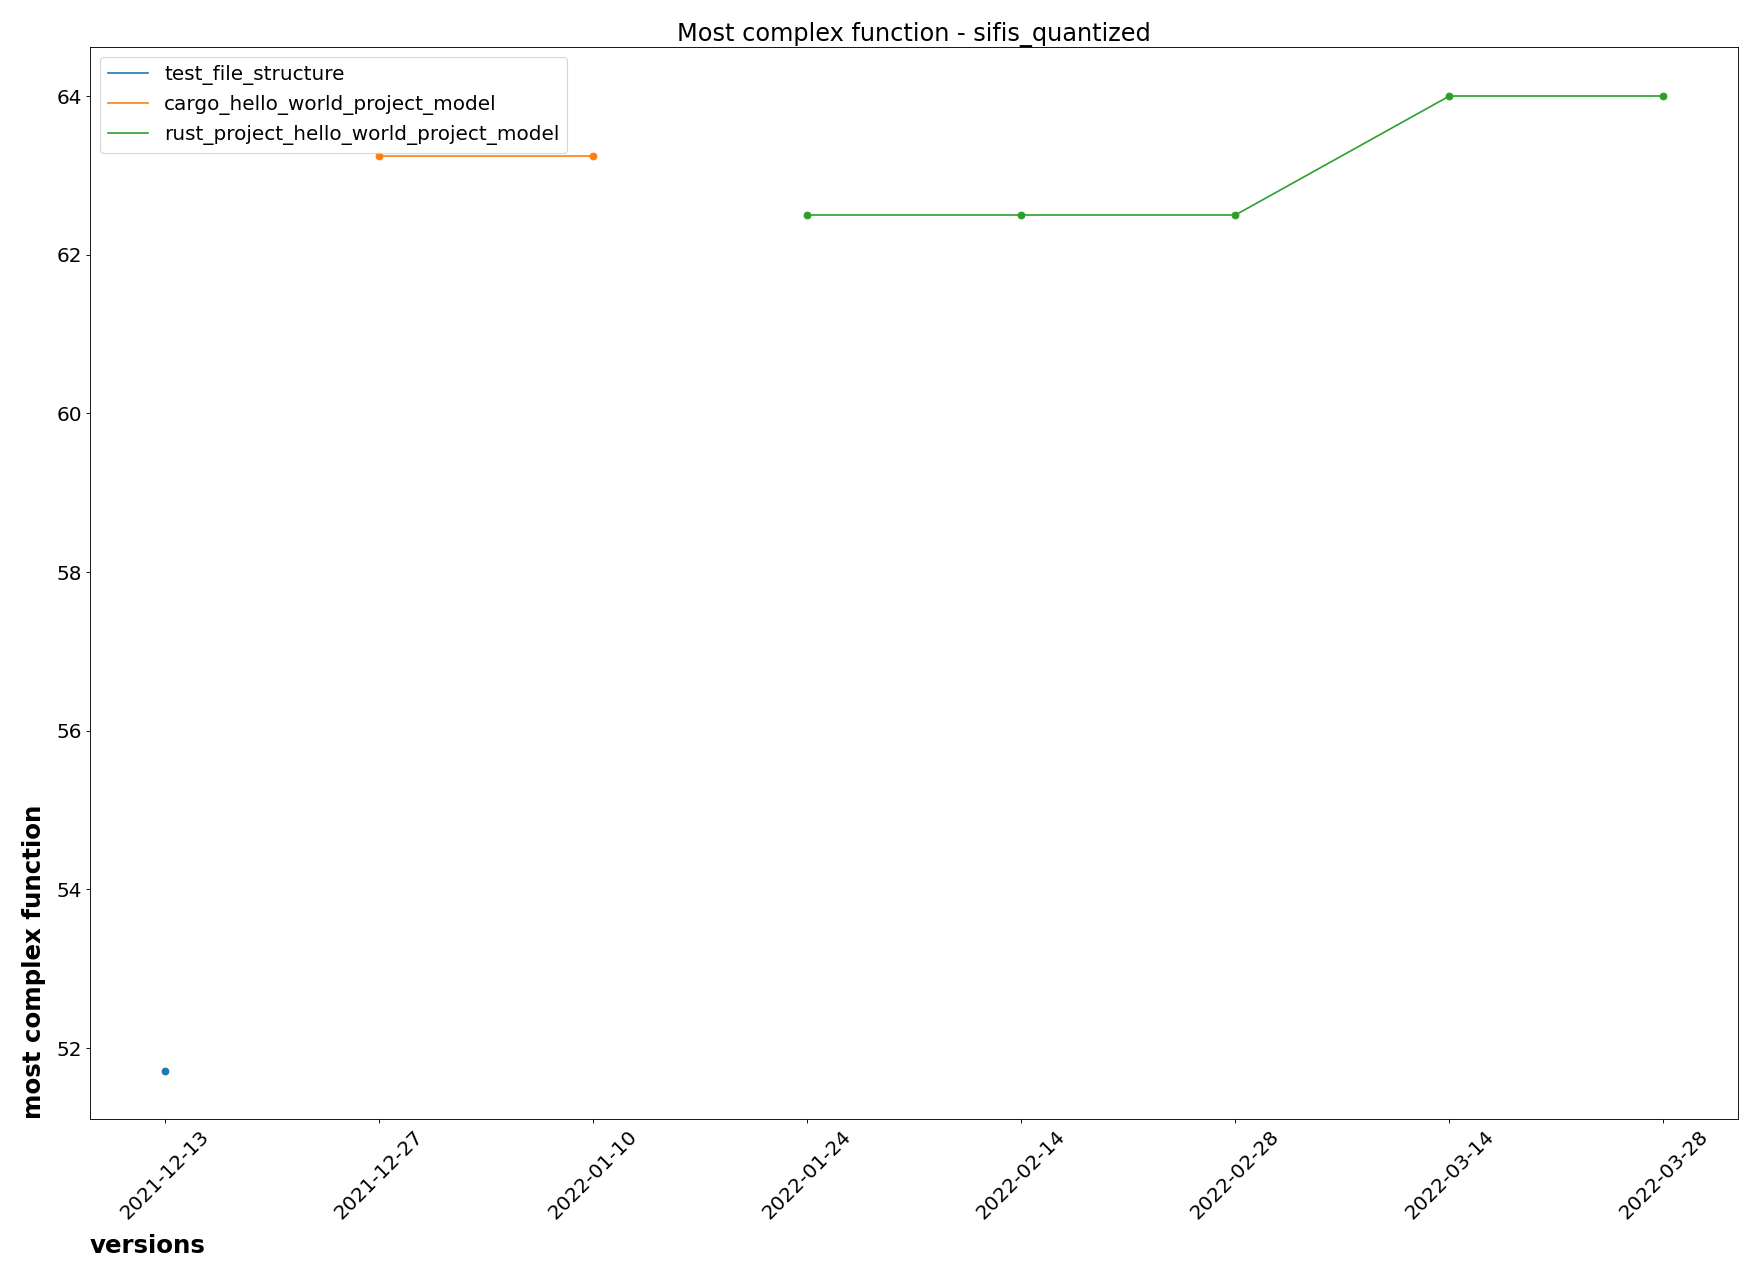 Most complex function - sifis_quantized
test_file_structure
cargo_hello_world_project_model
rust_project_hello_world_project_model
64
62
60
58
56
54
52
most complex function
2021-12-13
2021-12-27
2022-01-10
2022-01-24
2022-02-14
2022-02-28
2022-03-14
2022-03-28
versions